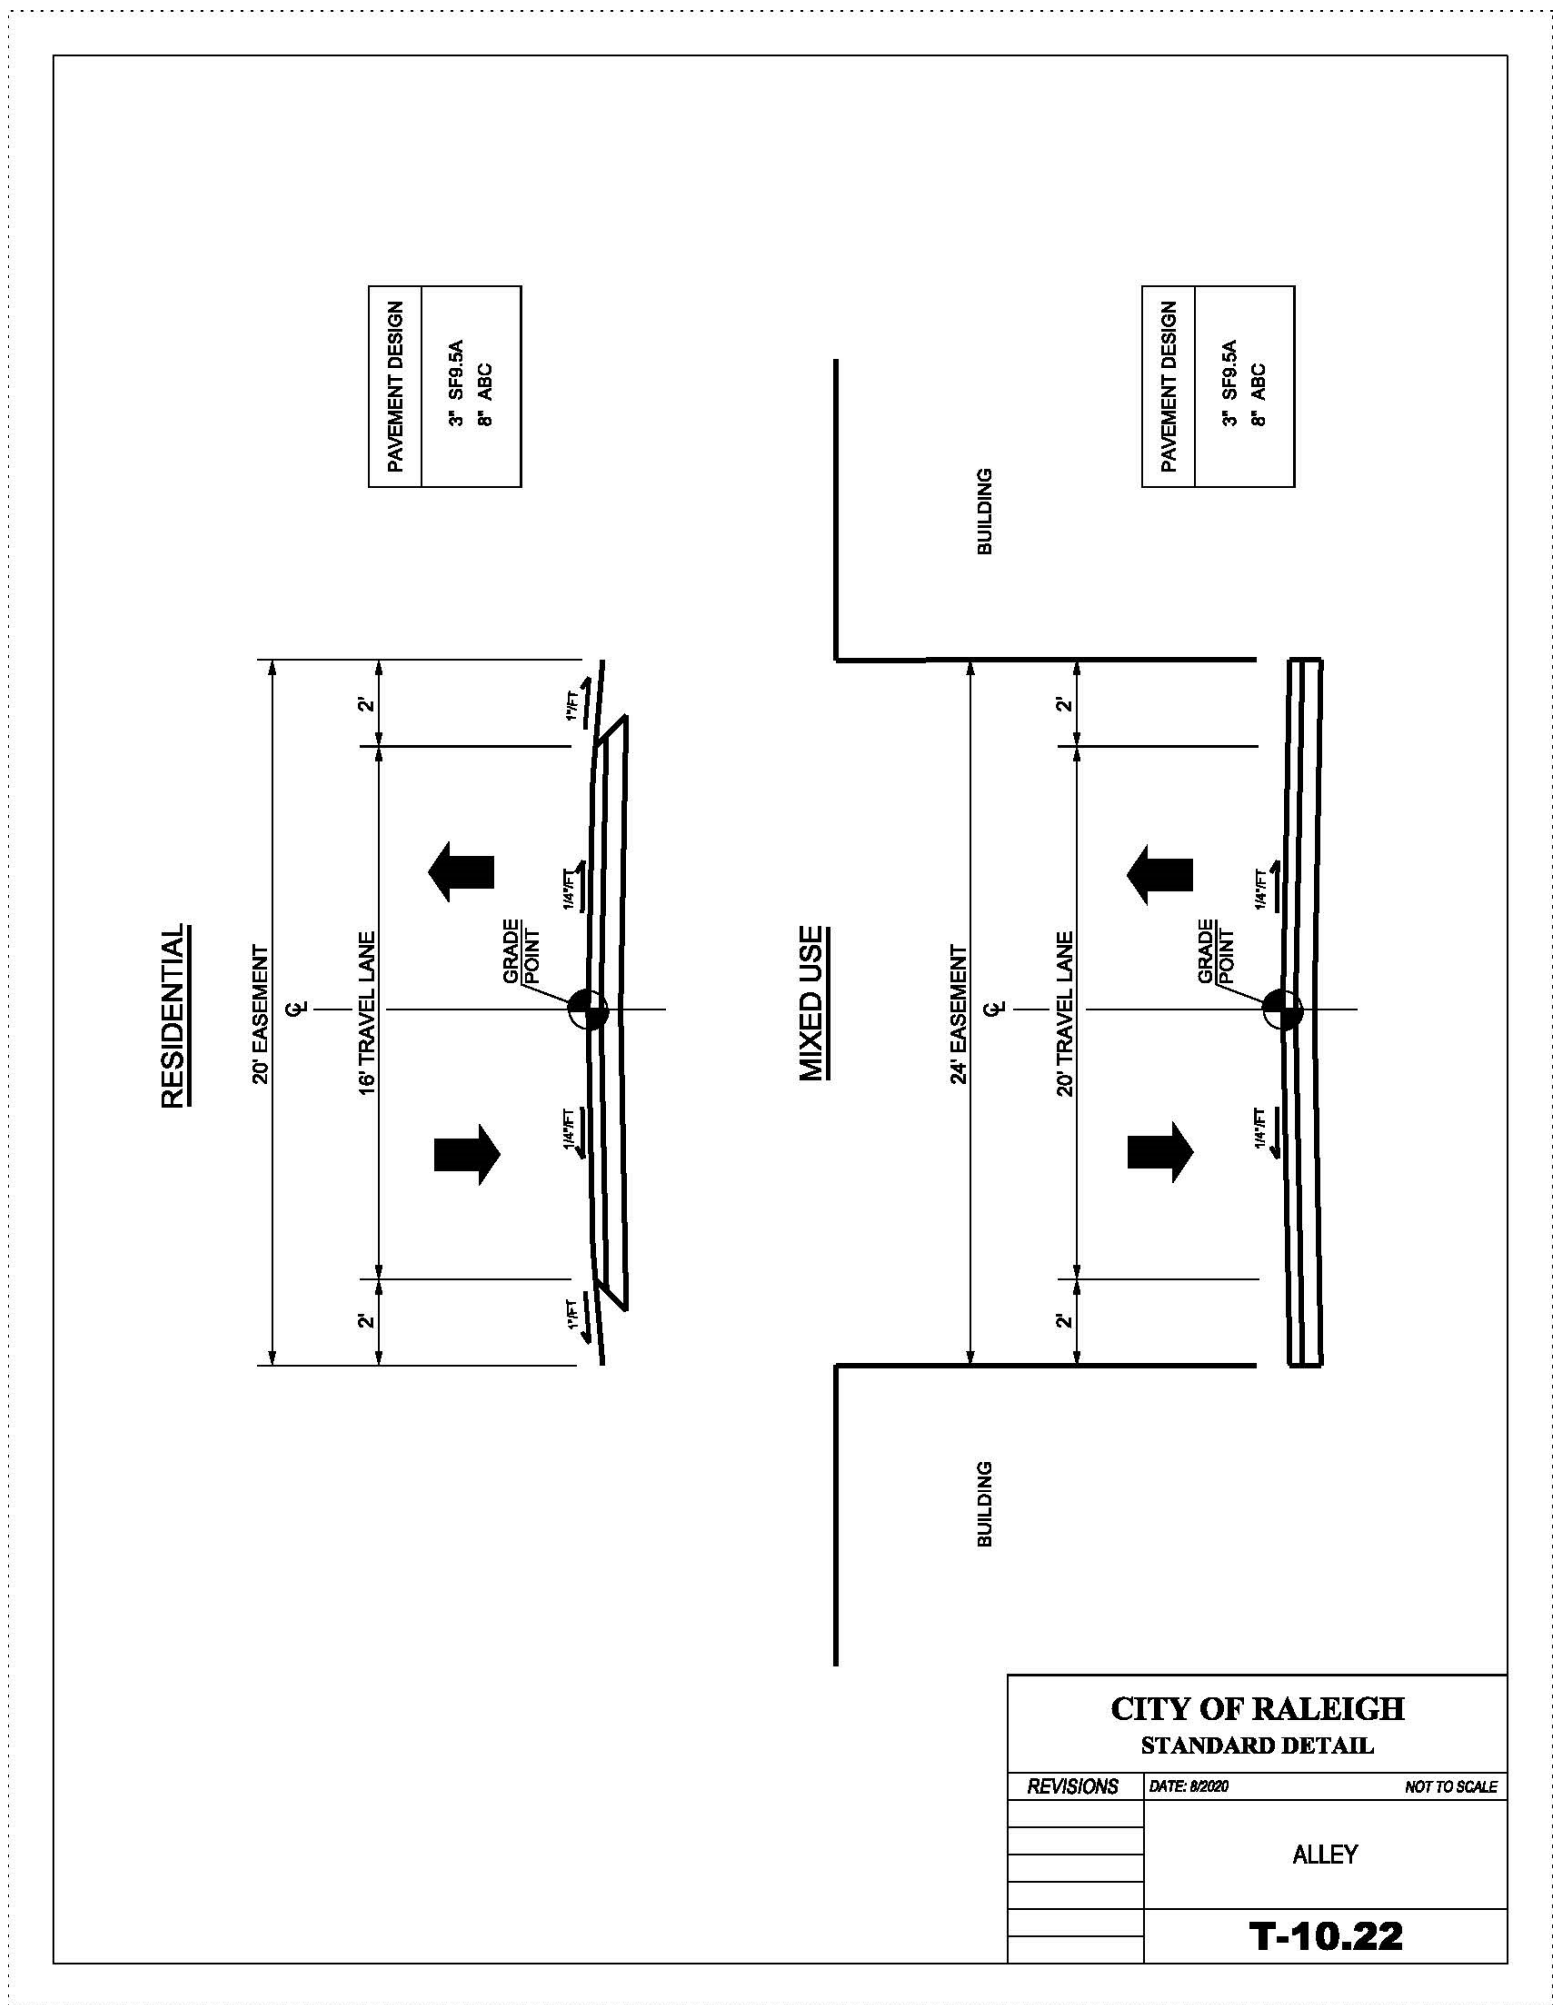 RESIDENTIAL
20' EASEMENT
℄
2'
16' TRAVEL LANE
2'
GRADE
POINT
1"/FT
1/4"/FT
1/4"/FT
1"/FT
PAVEMENT DESIGN
3" SF9.5A
8" ABC
MIXED USE
BUILDING
24' EASEMENT
BUILDING
℄
2'
20' TRAVEL LANE
2'
GRADE
POINT
1/4"/FT
1/4"/FT
PAVEMENT DESIGN
3" SF9.5A
8" ABC
CITY OF RALEIGH
STANDARD DETAIL
REVISIONS
DATE: 8/2020
NOT TO SCALE
ALLEY
T-10.22